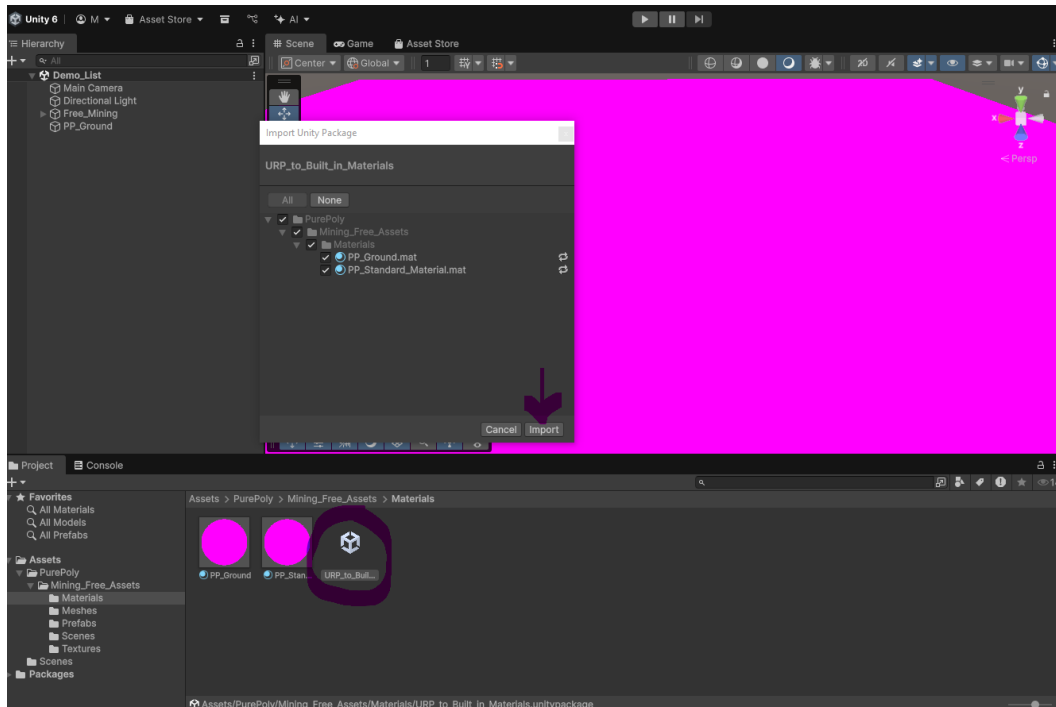 Unity 6 M Asset Store AI
Hierarchy
Scene Game Asset Store
All
Center Global 1 2D
Demo_List
Main Camera
Directional Light
Free_Mining
PP_Ground
y
x
z
Persp
Import Unity Package
URP_to_Built_in_Materials
All None
PurePoly
Mining_Free_Assets
Materials
PP_Ground.mat
PP_Standard_Material.mat
Cancel Import
Project Console
Favorites
All Materials
All Models
All Prefabs
Assets
PurePoly
Mining_Free_Assets
Materials
Meshes
Prefabs
Scenes
Textures
Scenes
Packages
Assets > PurePoly > Mining_Free_Assets > Materials
PP_Ground PP_Stan... URP_to_Buil...
Assets/PurePoly/Mining_Free_Assets/Materials/URP_to_Built_in_Materials.unitypackage